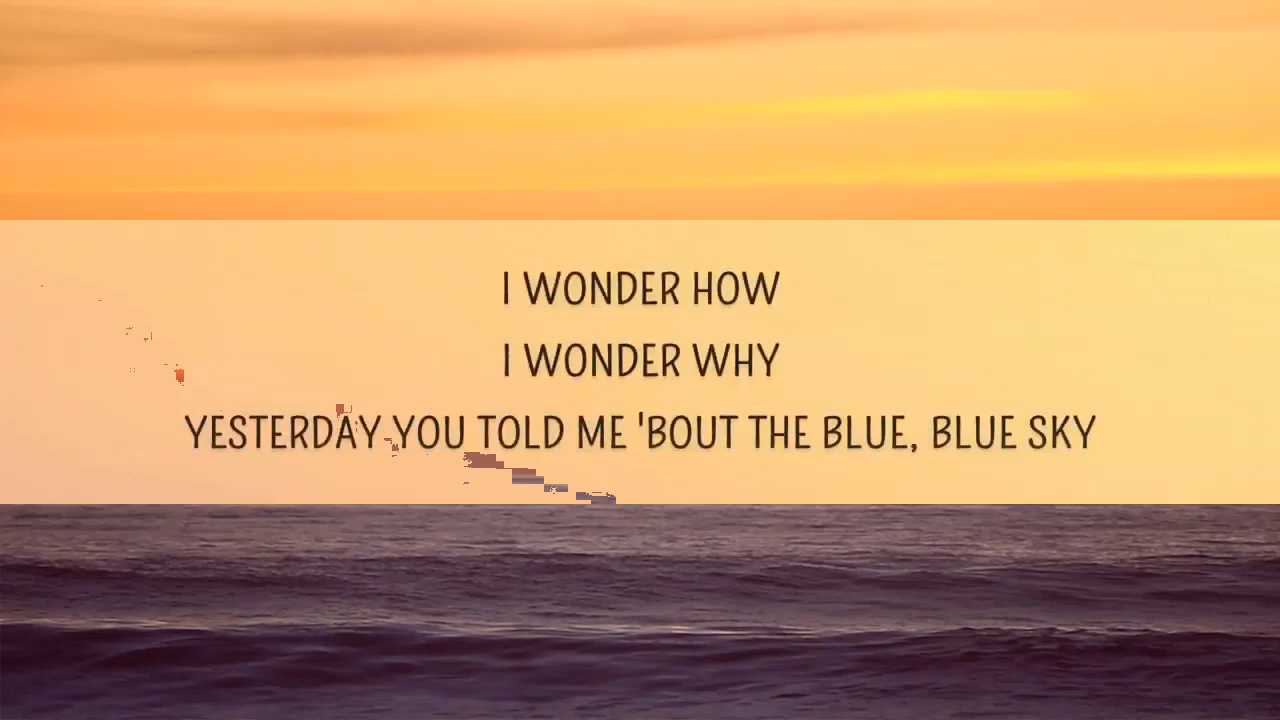 I WONDER HOW
I WONDER WHY
YESTERDAY YOU TOLD ME 'BOUT THE BLUE, BLUE SKY